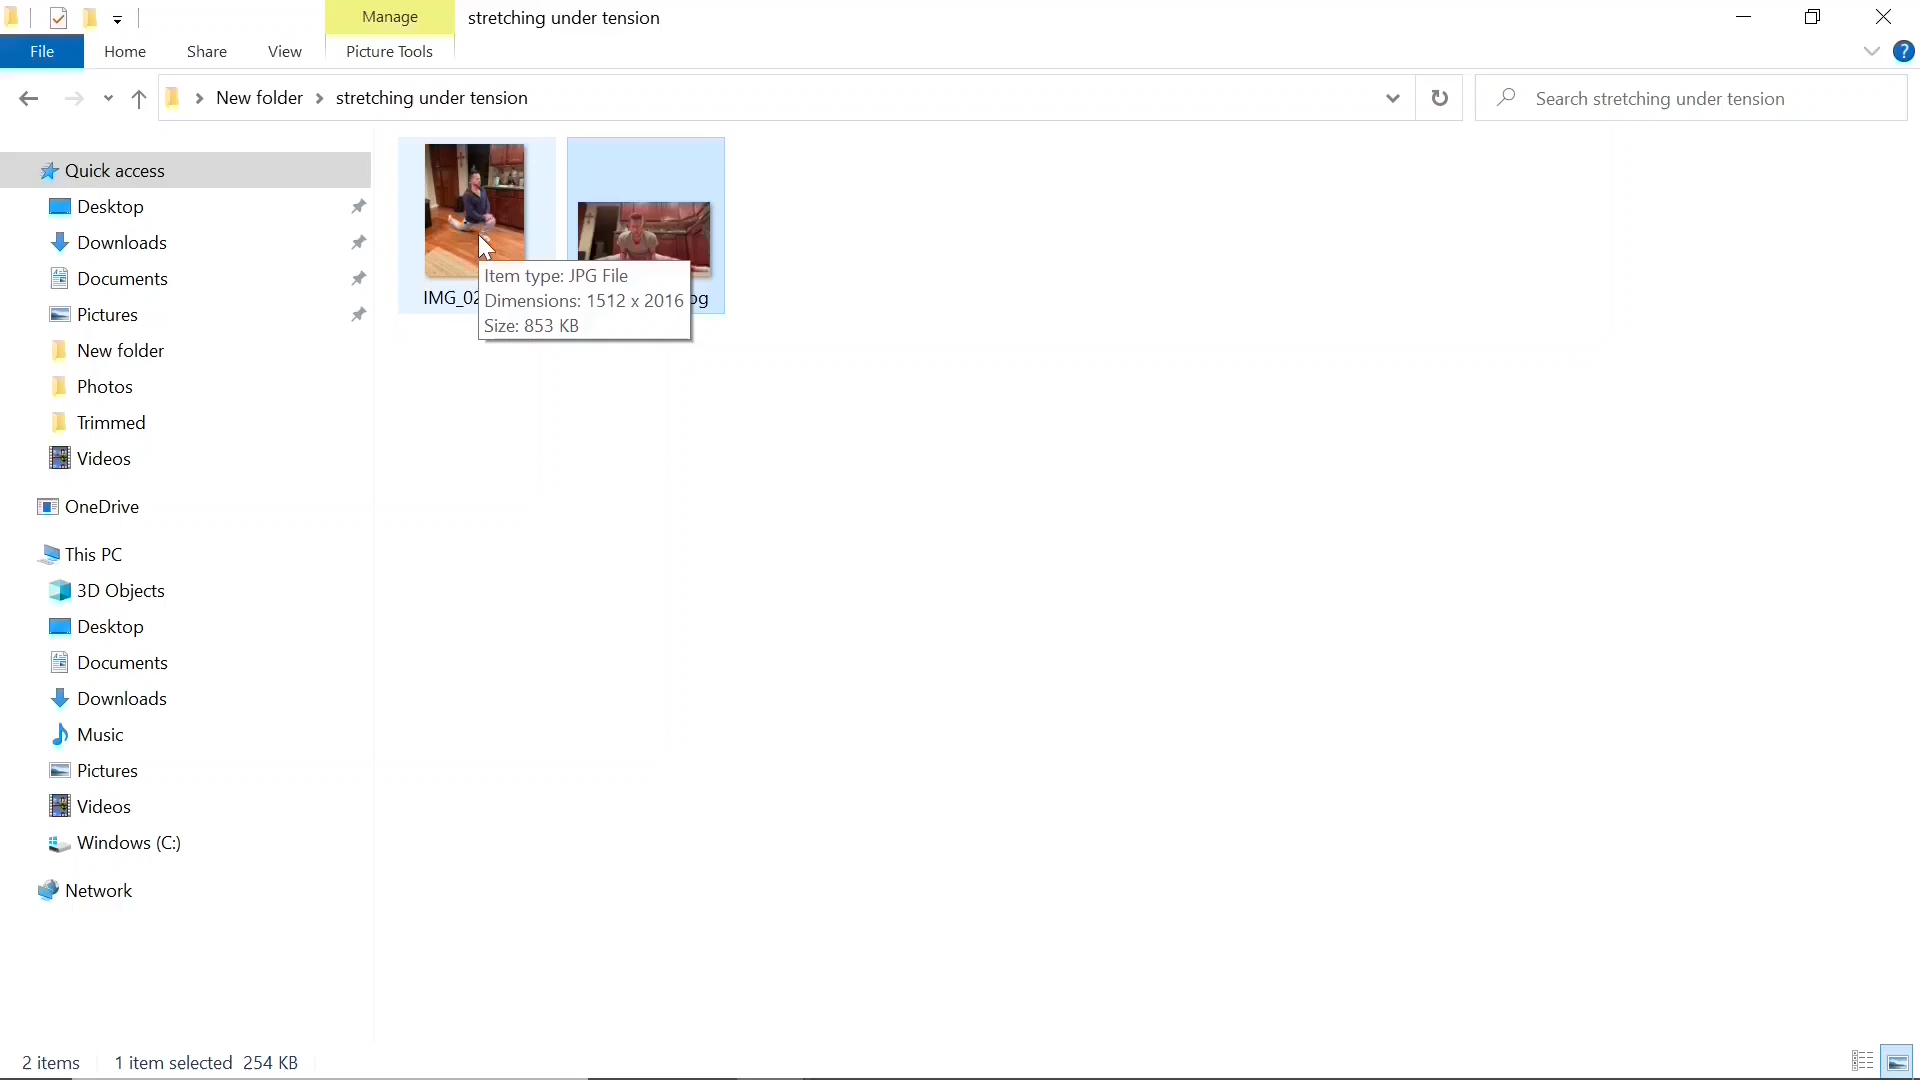 Manage
stretching under tension
File
Home
Share
View
Picture Tools
New folder
stretching under tension
Search stretching under tension
Quick access
Desktop
Downloads
Documents
Pictures
New folder
Photos
Trimmed
Videos
OneDrive
This PC
3D Objects
Desktop
Documents
Downloads
Music
Pictures
Videos
Windows (C:)
Network
IMG_02
pg
Item type: JPG File
Dimensions: 1512 x 2016
Size: 853 KB
2 items
1 item selected 254 KB